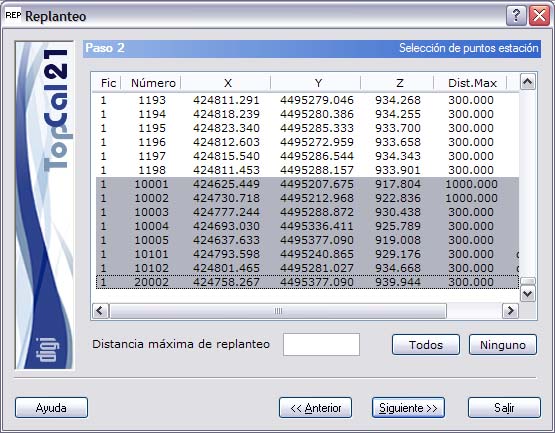 REP Replanteo
TopCal21
digi
Paso 2 Selección de puntos estación
Fic Número X Y Z Dist.Max
1 1193 424811.291 4495279.046 934.268 300.000
1 1194 424818.239 4495280.386 934.255 300.000
1 1195 424823.340 4495285.333 933.700 300.000
1 1196 424812.603 4495272.959 933.658 300.000
1 1197 424815.540 4495286.544 934.343 300.000
1 1198 424811.453 4495288.157 933.901 300.000
1 10001 424625.449 4495207.675 917.804 1000.000
1 10002 424730.718 4495212.968 922.836 1000.000
1 10003 424777.244 4495288.872 930.438 300.000
1 10004 424693.030 4495336.411 925.789 300.000
1 10005 424637.633 4495377.090 919.008 300.000
1 10101 424793.598 4495240.865 929.176 300.000
1 10102 424801.465 4495281.027 934.668 300.000
1 20002 424758.267 4495377.090 939.944 300.000
Distancia máxima de replanteo Todos Ninguno
Ayuda << Anterior Siguiente >> Salir